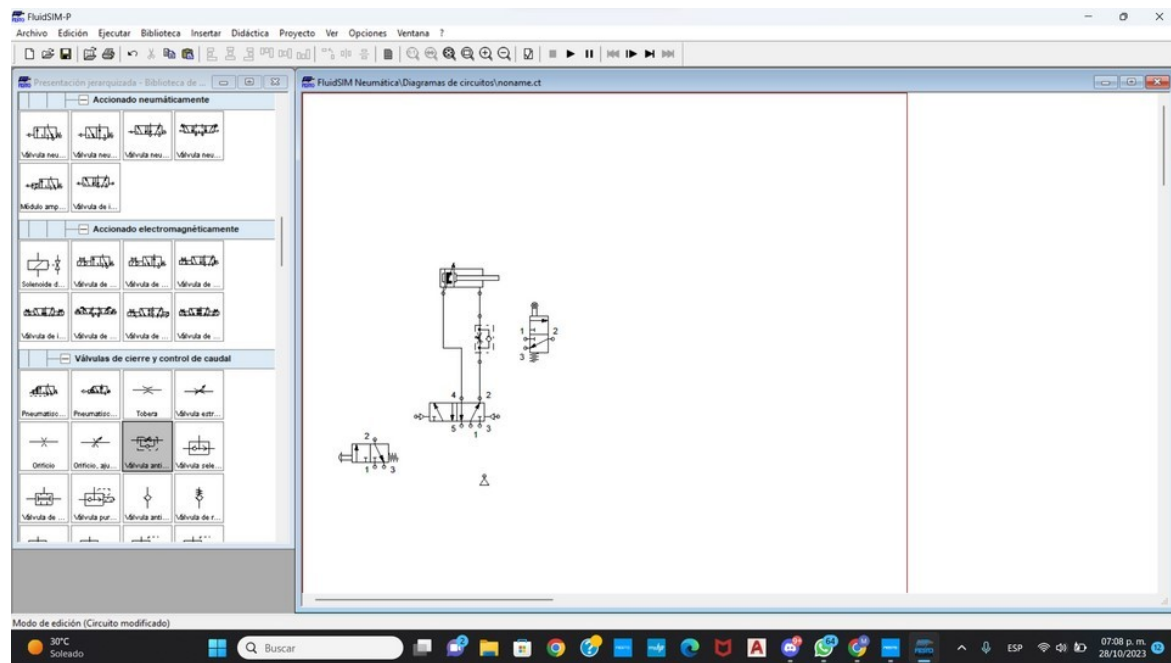 FluidSIM-P
Archivo Edición Ejecutar Biblioteca Insertar Didáctica Proyecto Ver Opciones Ventana ?
Presentación jerarquizada - Biblioteca de ...
FluidSIM Neumática\Diagramas de circuitos\noname.ct
Accionado neumáticamente
Válvula neu... Válvula neu... Válvula neu... Válvula neu...
Módulo amp... Válvula de i...
Accionado electromagnéticamente
Solenoide d... Válvula de ... Válvula de ... Válvula de ...
Válvula de i... Válvula de ... Válvula de ... Válvula de ...
Válvulas de cierre y control de caudal
Pneumatisc... Pneumatisc... Tobera Válvula estr...
Orificio Orificio, aju... Válvula anti... Válvula sele...
Válvula de ... Válvula pur... Válvula anti... Válvula de r...
1 2
3
4 2
5 1 3
2
1 3
Modo de edición (Circuito modificado)
30°C
Soleado
Buscar
64
ESP
07:08 p. m.
28/10/2023